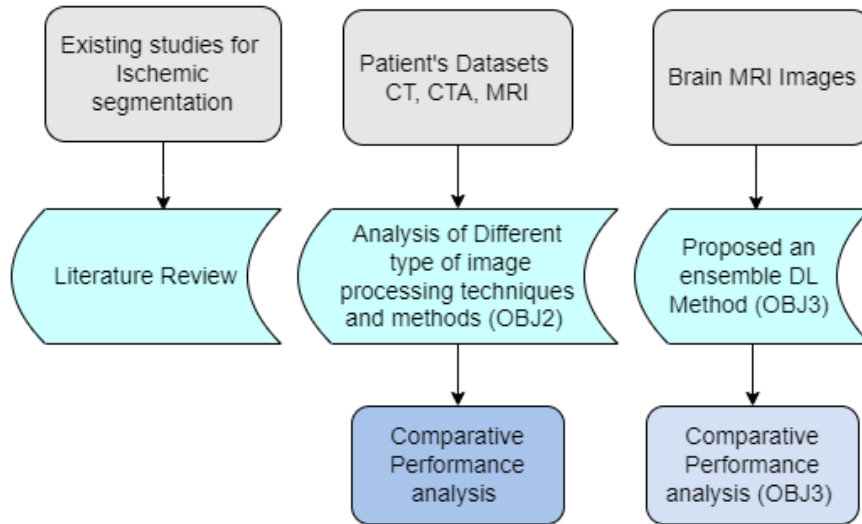 Existing studies for
Ischemic
segmentation
Patient's Datasets
CT, CTA, MRI
Brain MRI Images
Literature Review
Analysis of Different
type of image
processing techniques
and methods (OBJ2)
Proposed an
ensemble DL
Method (OBJ3)
Comparative
Performance
analysis
Comparative
Performance
analysis (OBJ3)